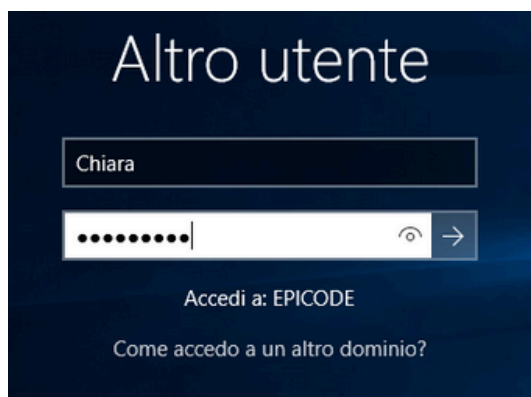 Altro utente
Chiara
●●●●●●●●●
Accedi a: EPICODE
Come accedo a un altro dominio?